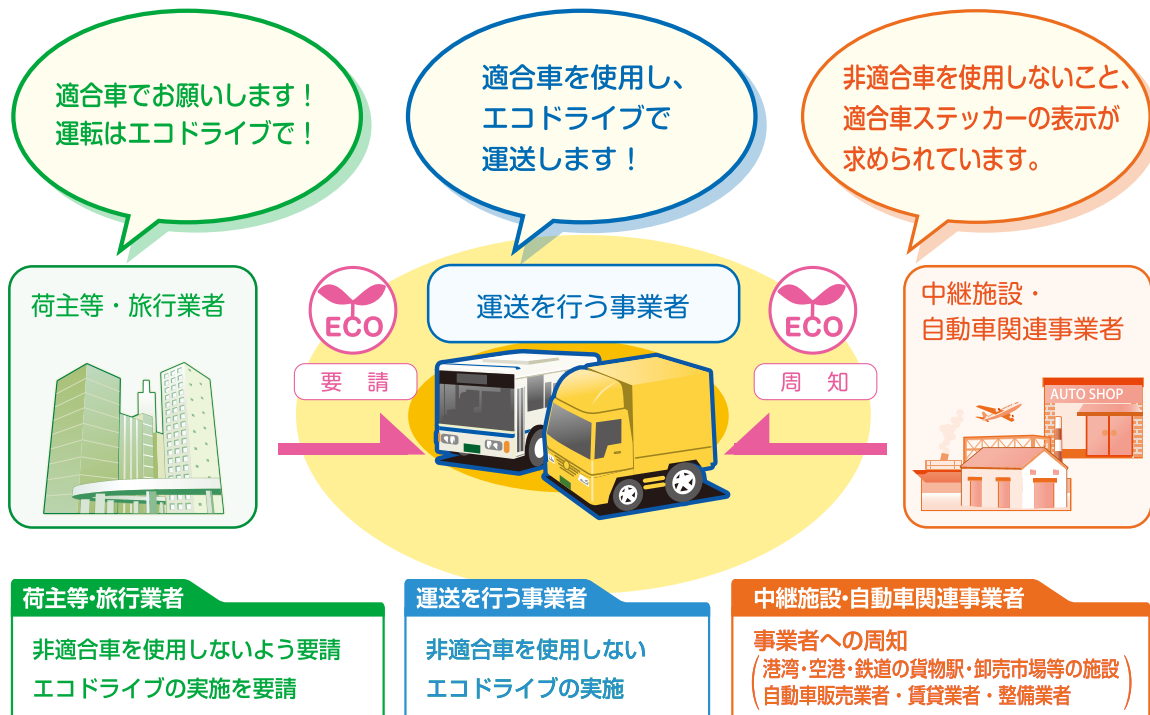 適合車でお願いします！
運転はエコドライブで！
適合車を使用し、
エコドライブで
運送します！
非適合車を使用しないこと、
適合車ステッカーの表示が
求められています。
荷主等・旅行業者
ECO
要 請
運送を行う事業者
ECO
周 知
中継施設・
自動車関連事業者
AUTO SHOP
荷主等・旅行業者
非適合車を使用しないよう要請
エコドライブの実施を要請
運送を行う事業者
非適合車を使用しない
エコドライブの実施
中継施設・自動車関連事業者
事業者への周知
（港湾・空港・鉄道の貨物駅・卸売市場等の施設
自動車販売業者・賃貸業者・整備業者）